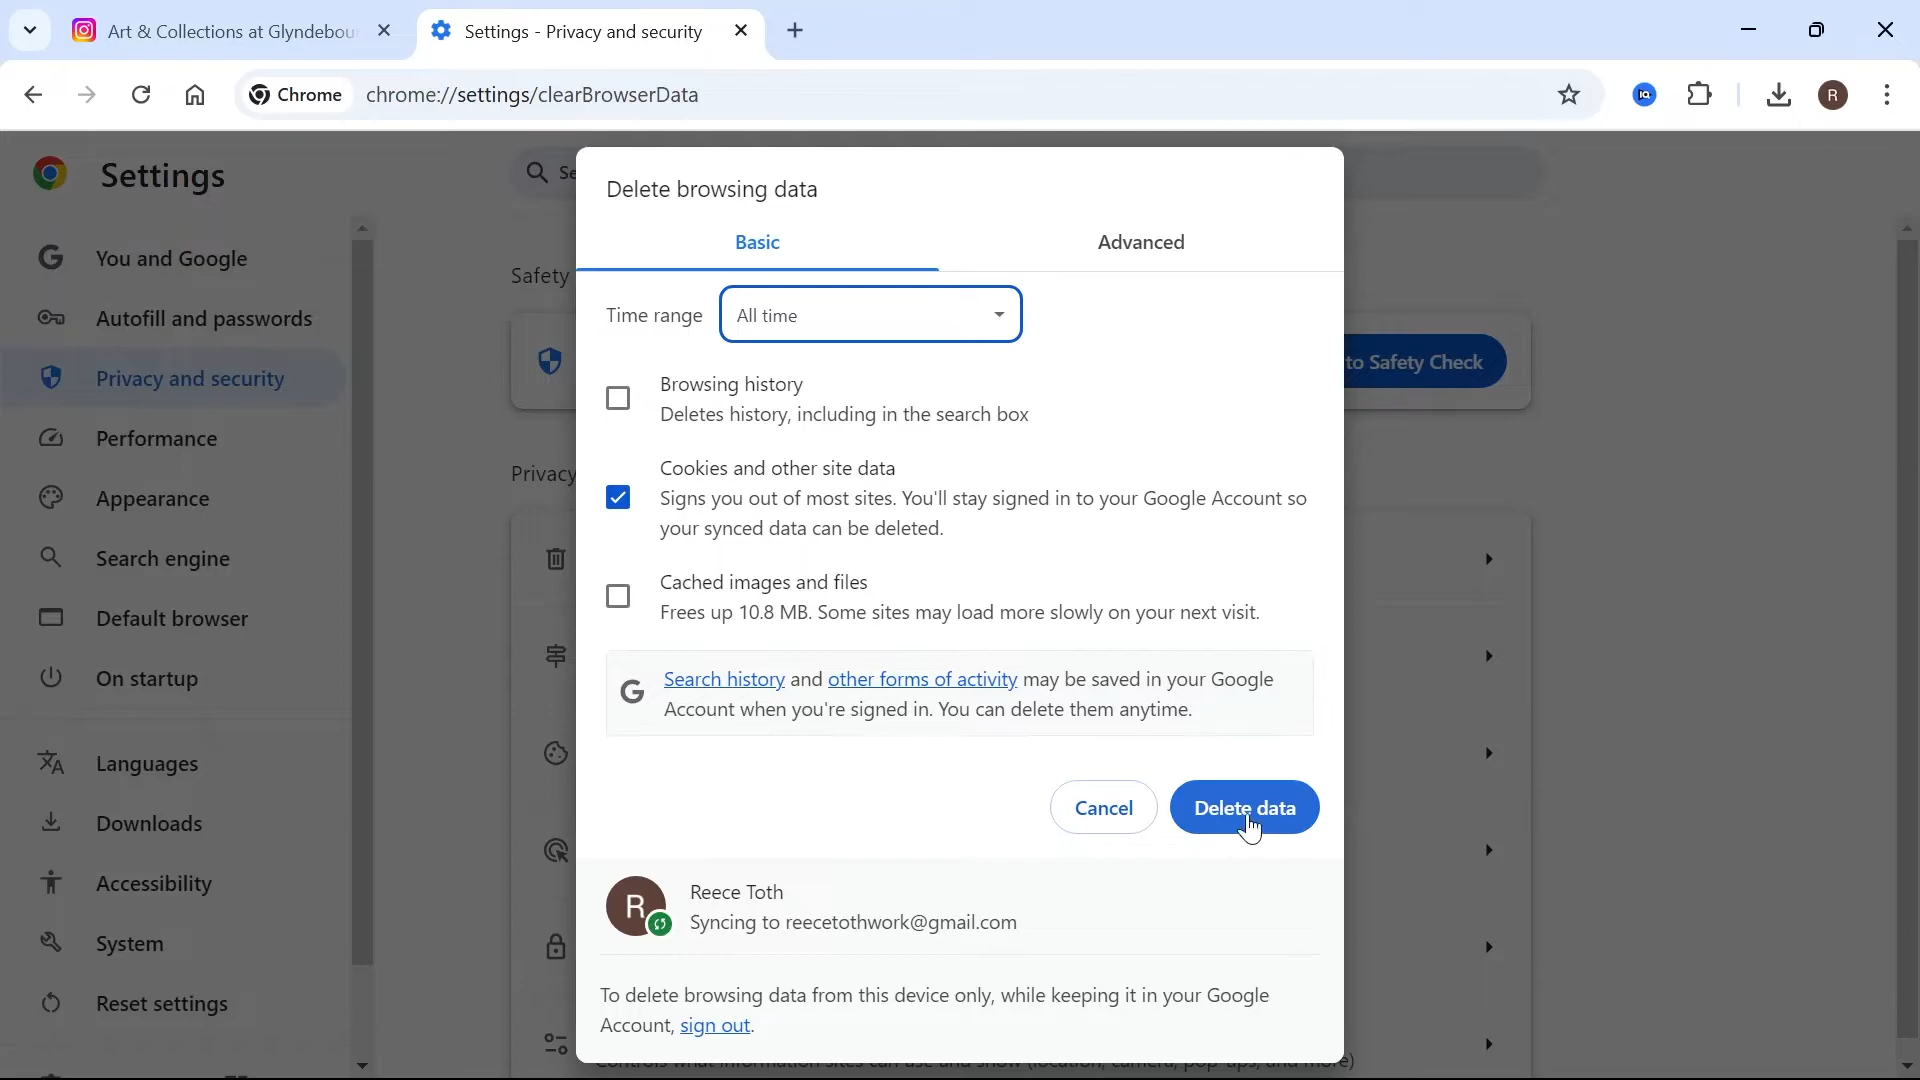 Art & Collections at Glyndebou
Settings - Privacy and security
Chrome
chrome://settings/clearBrowserData
R
Settings
You and Google
Autofill and passwords
Privacy and security
Performance
Appearance
Search engine
Default browser
On startup
Languages
Downloads
Accessibility
System
Reset settings
Se
Safety
to Safety Check
Privacy
Delete browsing data
Basic
Advanced
Time range
All time
Browsing history
Deletes history, including in the search box
Cookies and other site data
Signs you out of most sites. You'll stay signed in to your Google Account so
your synced data can be deleted.
Cached images and files
Frees up 10.8 MB. Some sites may load more slowly on your next visit.
G
Search history and other forms of activity may be saved in your Google
Account when you're signed in. You can delete them anytime.
Cancel
Delete data
R
Reece Toth
Syncing to reecetothwork@gmail.com
To delete browsing data from this device only, while keeping it in your Google
Account, sign out.